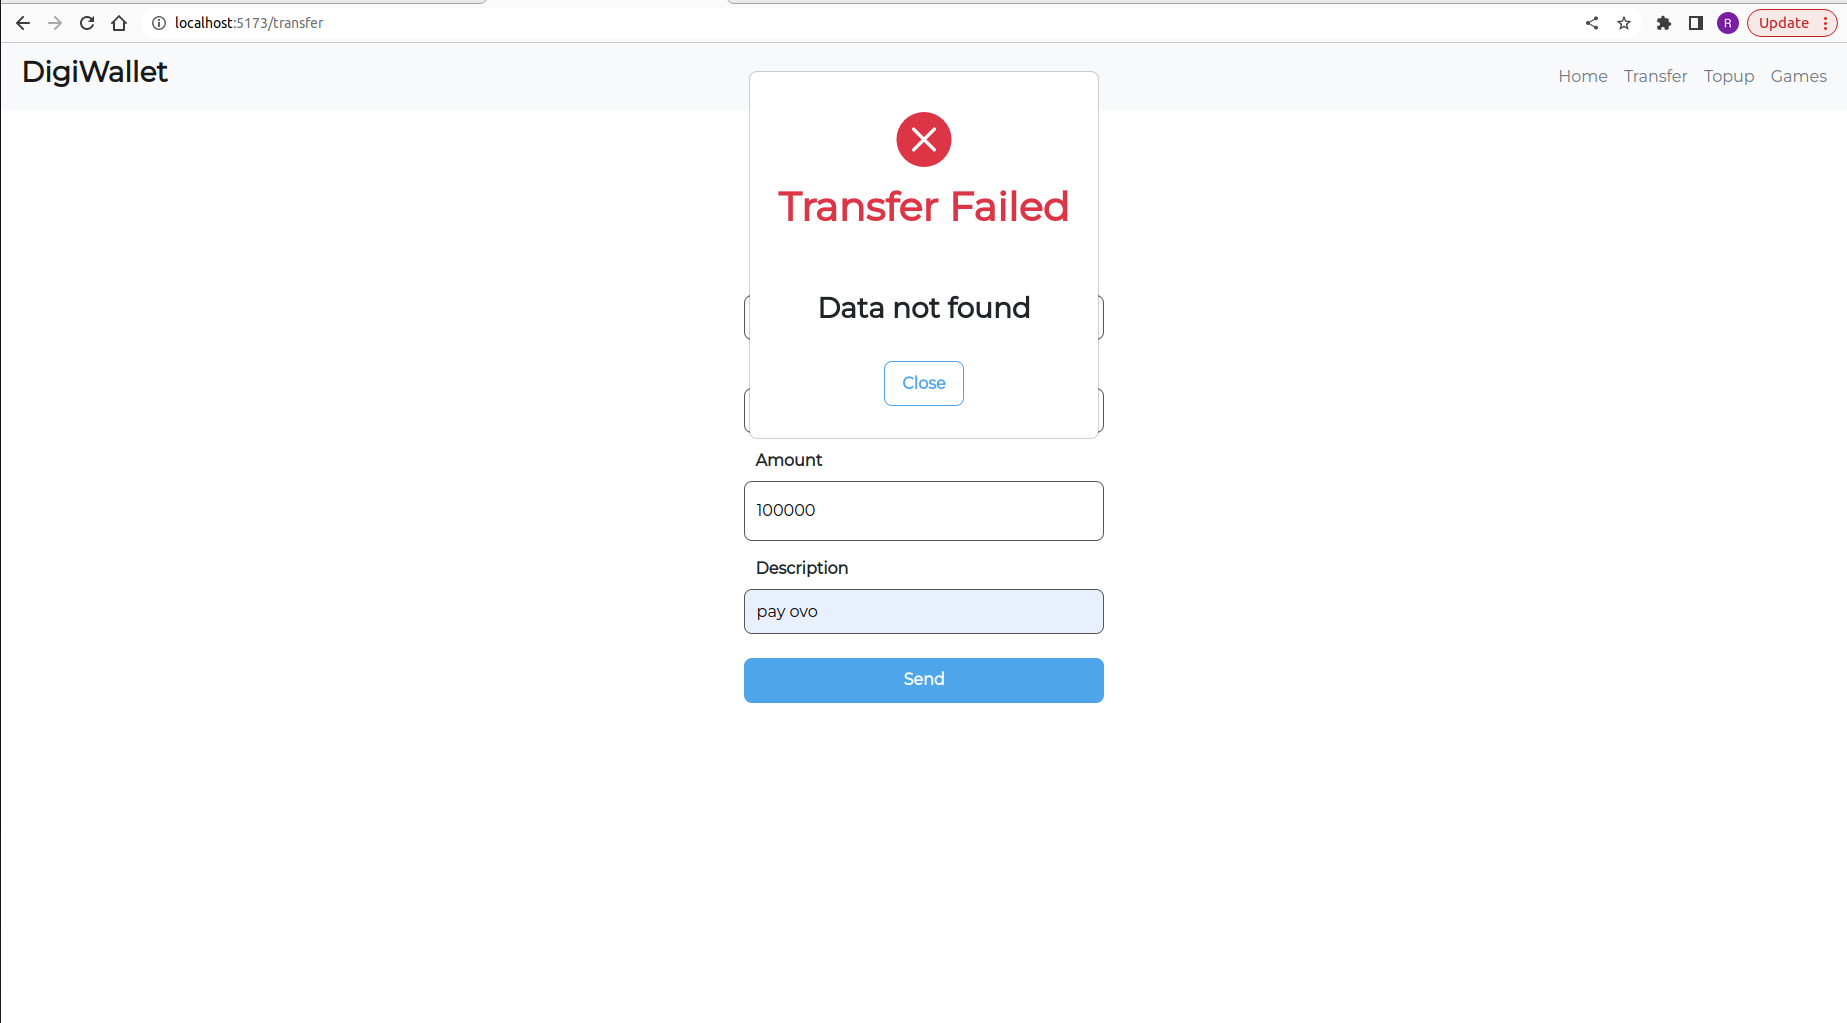 localhost:5173/transfer
R
Update
DigiWallet
Home Transfer Topup Games
Transfer Failed
Data not found
Close
Amount
100000
Description
pay ovo
Send